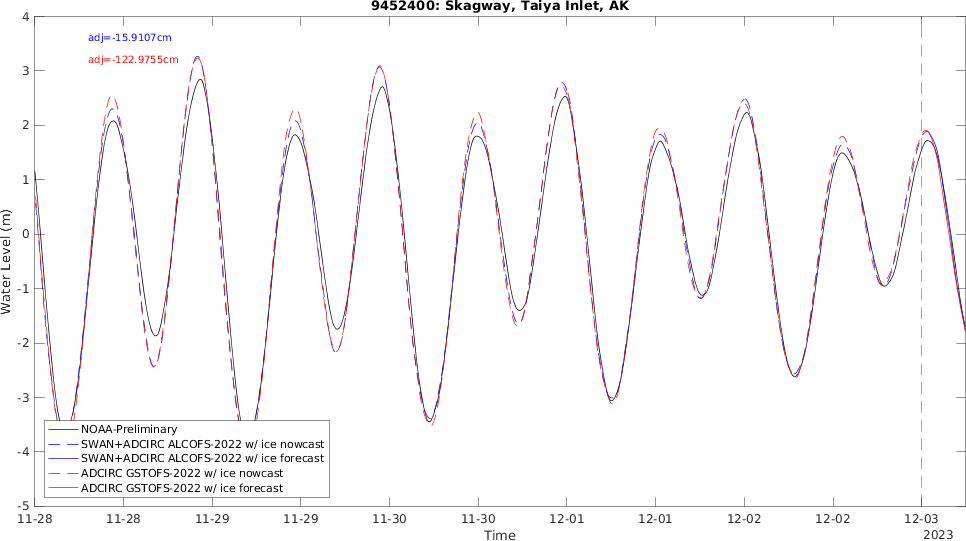 9452400: Skagway, Taiya Inlet, AK
adj=-15.9107cm
adj=-122.9755cm
4
3
2
1
0
-1
-2
-3
-4
-5
Water Level (m)
NOAA-Preliminary
SWAN+ADCIRC ALCOFS-2022 w/ ice nowcast
SWAN+ADCIRC ALCOFS-2022 w/ ice forecast
ADCIRC GSTOFS-2022 w/ ice nowcast
ADCIRC GSTOFS-2022 w/ ice forecast
11-28 11-28 11-29 11-29 11-30 11-30 12-01 12-01 12-02 12-02 12-03
Time
2023